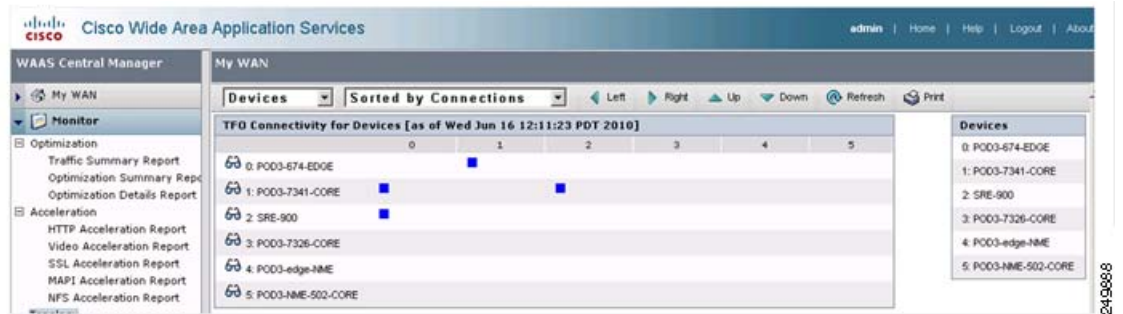 CISCO Cisco Wide Area Application Services
admin | Home | Help | Logout | About
WAAS Central Manager
My WAN
My WAN
Devices Sorted by Connections Left Right Up Down Refresh Print
Monitor
Optimization
Traffic Summary Report
Optimization Summary Repo
Optimization Details Report
Acceleration
HTTP Acceleration Report
Video Acceleration Report
SSL Acceleration Report
MAPI Acceleration Report
NFS Acceleration Report
TFO Connectivity for Devices [as of Wed Jun 16 12:11:23 PDT 2010]
0 1 2 3 4 5
0: POD3-674-EDGE
1: POD3-7341-CORE
2: SRE-900
3: POD3-7326-CORE
4: POD3-edge-NME
5: POD3-NME-502-CORE
Devices
0: POD3-674-EDGE
1: POD3-7341-CORE
2: SRE-900
3: POD3-7326-CORE
4: POD3-edge-NME
5: POD3-NME-502-CORE
249888